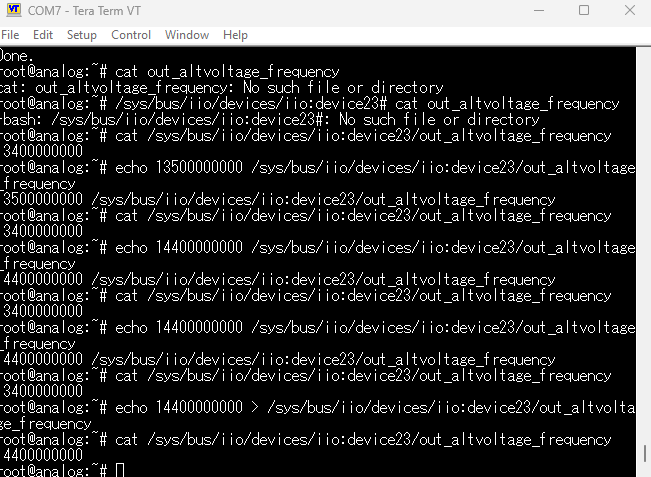 COM7 - Tera Term VT
File Edit Setup Control Window Help
Done.
root@analog:~# cat out_altvoltage_frequency
cat: out_altvoltage_frequency: No such file or directory
root@analog:~# /sys/bus/iio/devices/iio:device23# cat out_altvoltage_frequency
-bash: /sys/bus/iio/devices/iio:device23#: No such file or directory
root@analog:~# cat /sys/bus/iio/devices/iio:device23/out_altvoltage_frequency
3400000000
root@analog:~# echo 13500000000 /sys/bus/iio/devices/iio:device23/out_altvoltage
_frequency
3500000000 /sys/bus/iio/devices/iio:device23/out_altvoltage_frequency
root@analog:~# cat /sys/bus/iio/devices/iio:device23/out_altvoltage_frequency
3400000000
root@analog:~# echo 14400000000 /sys/bus/iio/devices/iio:device23/out_altvoltage
_frequency
4400000000 /sys/bus/iio/devices/iio:device23/out_altvoltage_frequency
root@analog:~# cat /sys/bus/iio/devices/iio:device23/out_altvoltage_frequency
3400000000
root@analog:~# echo 14400000000 /sys/bus/iio/devices/iio:device23/out_altvoltage
_frequency
4400000000 /sys/bus/iio/devices/iio:device23/out_altvoltage_frequency
root@analog:~# cat /sys/bus/iio/devices/iio:device23/out_altvoltage_frequency
3400000000
root@analog:~# echo 14400000000 > /sys/bus/iio/devices/iio:device23/out_altvolta
ge_frequency
root@analog:~# cat /sys/bus/iio/devices/iio:device23/out_altvoltage_frequency
4400000000
root@analog:~#